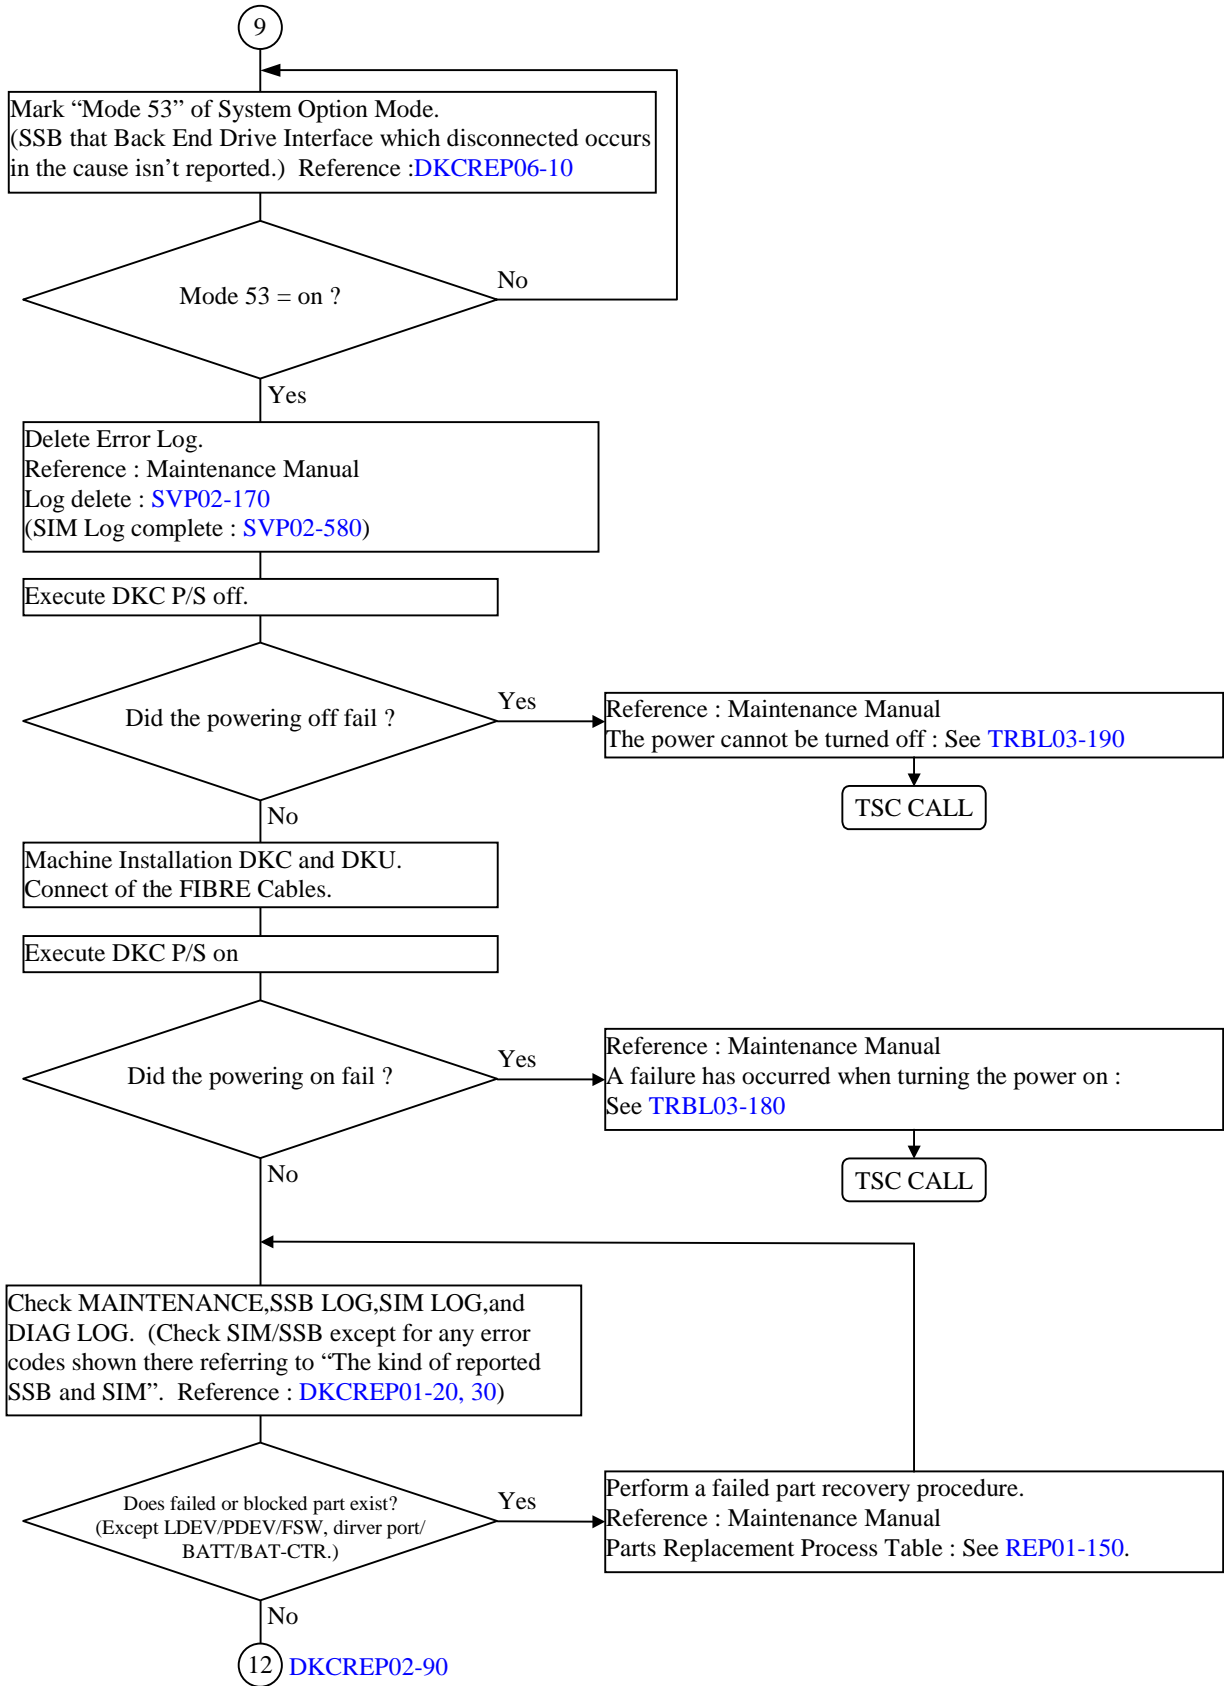 9
Mark “Mode 53” of System Option Mode.
(SSB that Back End Drive Interface which disconnected occurs
in the cause isn’t reported.)  Reference :DKCREP06-10
Mode 53 = on ?
No
Yes
Delete Error Log.
Reference : Maintenance Manual
Log delete : SVP02-170
(SIM Log complete : SVP02-580)
Execute DKC P/S off.
Did the powering off fail ?
Yes
Reference : Maintenance Manual
The power cannot be turned off : See TRBL03-190
TSC CALL
No
Machine Installation DKC and DKU.
Connect of the FIBRE Cables.
Execute DKC P/S on
Did the powering on fail ?
Yes
Reference : Maintenance Manual
A failure has occurred when turning the power on :
See TRBL03-180
TSC CALL
No
Check MAINTENANCE,SSB LOG,SIM LOG,and
DIAG LOG.  (Check SIM/SSB except for any error
codes shown there referring to “The kind of reported
SSB and SIM”.  Reference : DKCREP01-20, 30)
Does failed or blocked part exist?
(Except LDEV/PDEV/FSW, dirver port/
BATT/BAT-CTR.)
Yes
Perform a failed part recovery procedure.
Reference : Maintenance Manual
Parts Replacement Process Table : See REP01-150.
No
12 DKCREP02-90